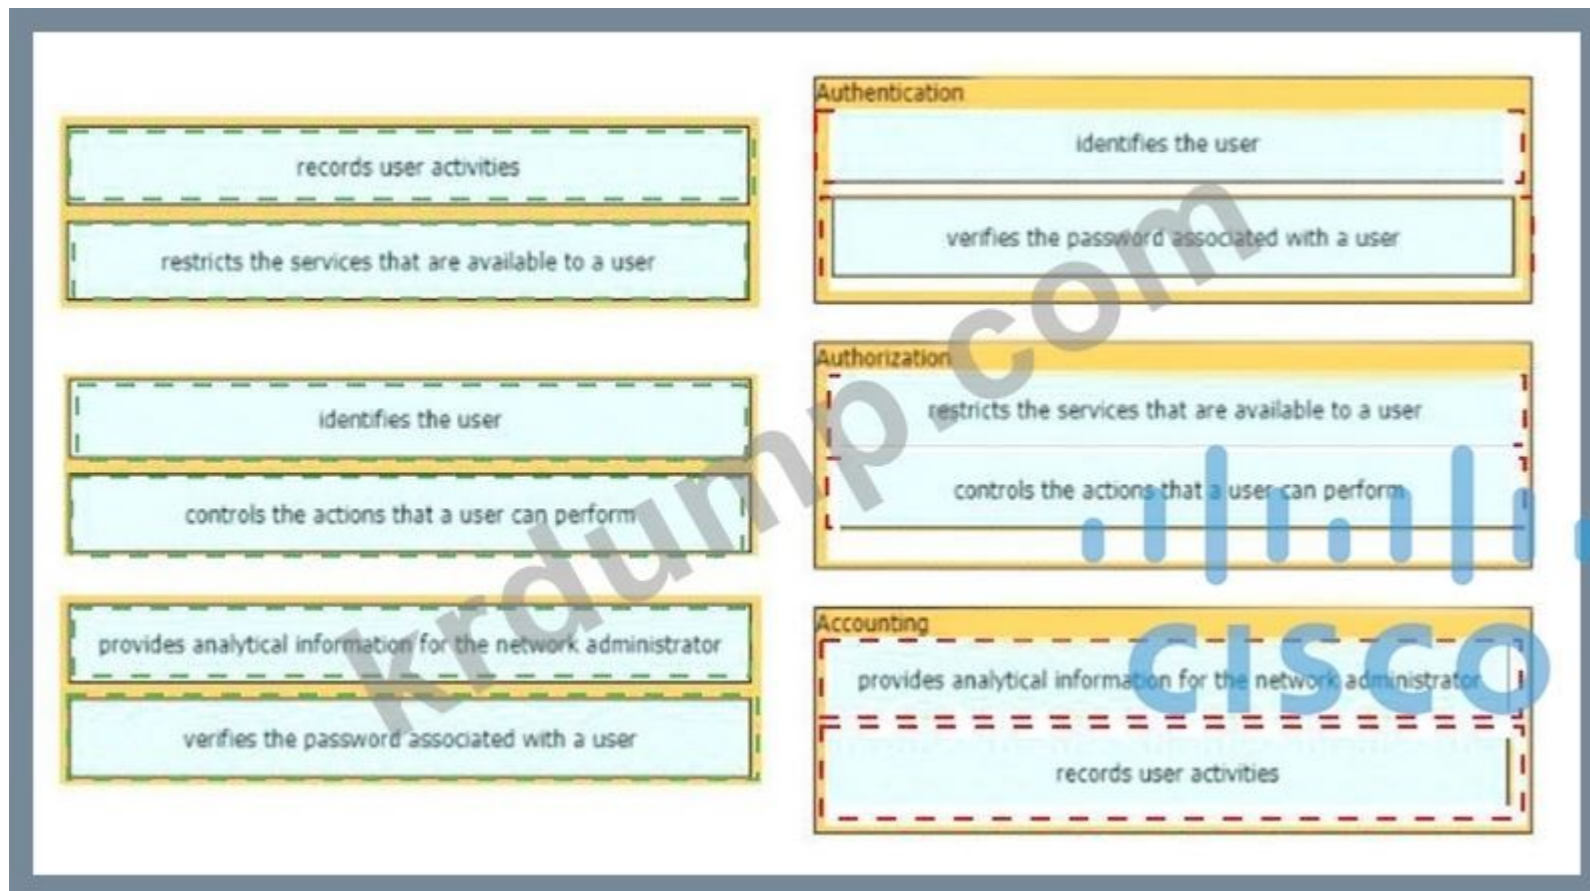 records user activities
restricts the services that are available to a user
identifies the user
controls the actions that a user can perform
provides analytical information for the network administrator
verifies the password associated with a user
Authentication
identifies the user
verifies the password associated with a user
Authorization
restricts the services that are available to a user
controls the actions that a user can perform
Accounting
provides analytical information for the network administrator
records user activities
krdump.com
CISCO